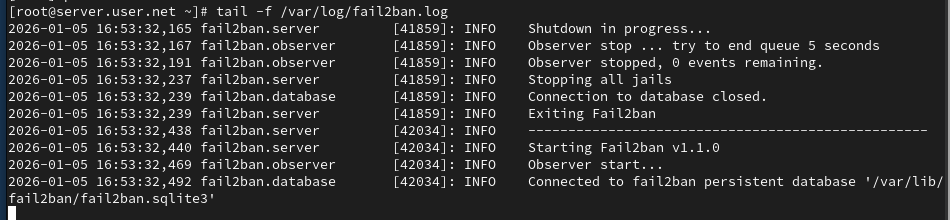 [root@server.user.net ~]# tail -f /var/log/fail2ban.log
2026-01-05 16:53:32,165 fail2ban.server         [41859]: INFO    Shutdown in progress...
2026-01-05 16:53:32,167 fail2ban.observer       [41859]: INFO    Observer stop ... try to end queue 5 seconds
2026-01-05 16:53:32,191 fail2ban.observer       [41859]: INFO    Observer stopped, 0 events remaining.
2026-01-05 16:53:32,237 fail2ban.server         [41859]: INFO    Stopping all jails
2026-01-05 16:53:32,239 fail2ban.database       [41859]: INFO    Connection to database closed.
2026-01-05 16:53:32,239 fail2ban.server         [41859]: INFO    Exiting Fail2ban
2026-01-05 16:53:32,438 fail2ban.server         [42034]: INFO    --------------------------------------------------
2026-01-05 16:53:32,440 fail2ban.server         [42034]: INFO    Starting Fail2ban v1.1.0
2026-01-05 16:53:32,469 fail2ban.observer       [42034]: INFO    Observer start...
2026-01-05 16:53:32,492 fail2ban.database       [42034]: INFO    Connected to fail2ban persistent database '/var/lib/
fail2ban/fail2ban.sqlite3'